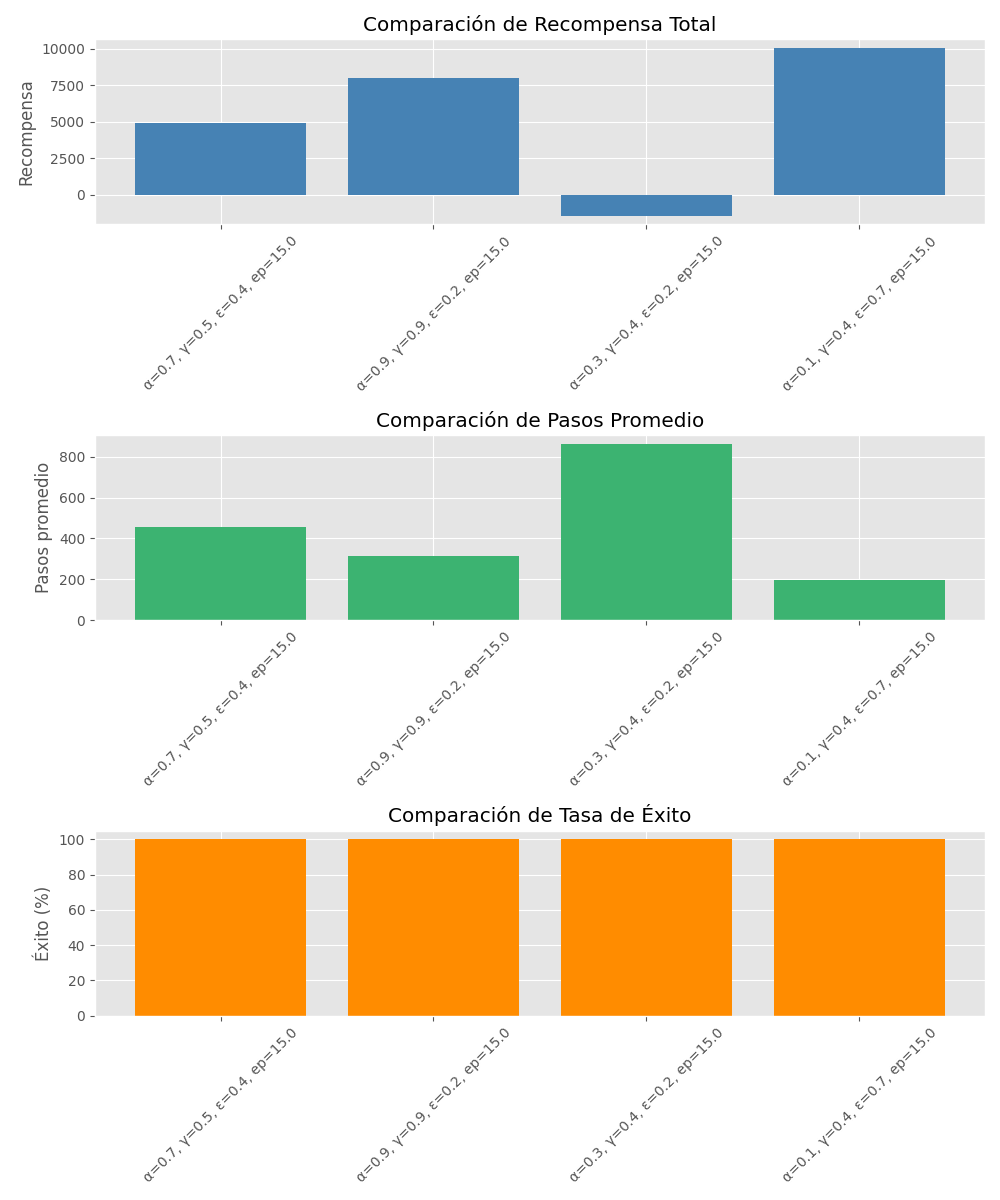 Comparación de Recompensa Total
Recompensa
10000
7500
5000
2500
0
α=0.7, γ=0.5, ε=0.4, ep=15.0
α=0.9, γ=0.9, ε=0.2, ep=15.0
α=0.3, γ=0.4, ε=0.2, ep=15.0
α=0.1, γ=0.4, ε=0.7, ep=15.0
Comparación de Pasos Promedio
Pasos promedio
800
600
400
200
0
α=0.7, γ=0.5, ε=0.4, ep=15.0
α=0.9, γ=0.9, ε=0.2, ep=15.0
α=0.3, γ=0.4, ε=0.2, ep=15.0
α=0.1, γ=0.4, ε=0.7, ep=15.0
Comparación de Tasa de Éxito
Éxito (%)
100
80
60
40
20
0
α=0.7, γ=0.5, ε=0.4, ep=15.0
α=0.9, γ=0.9, ε=0.2, ep=15.0
α=0.3, γ=0.4, ε=0.2, ep=15.0
α=0.1, γ=0.4, ε=0.7, ep=15.0